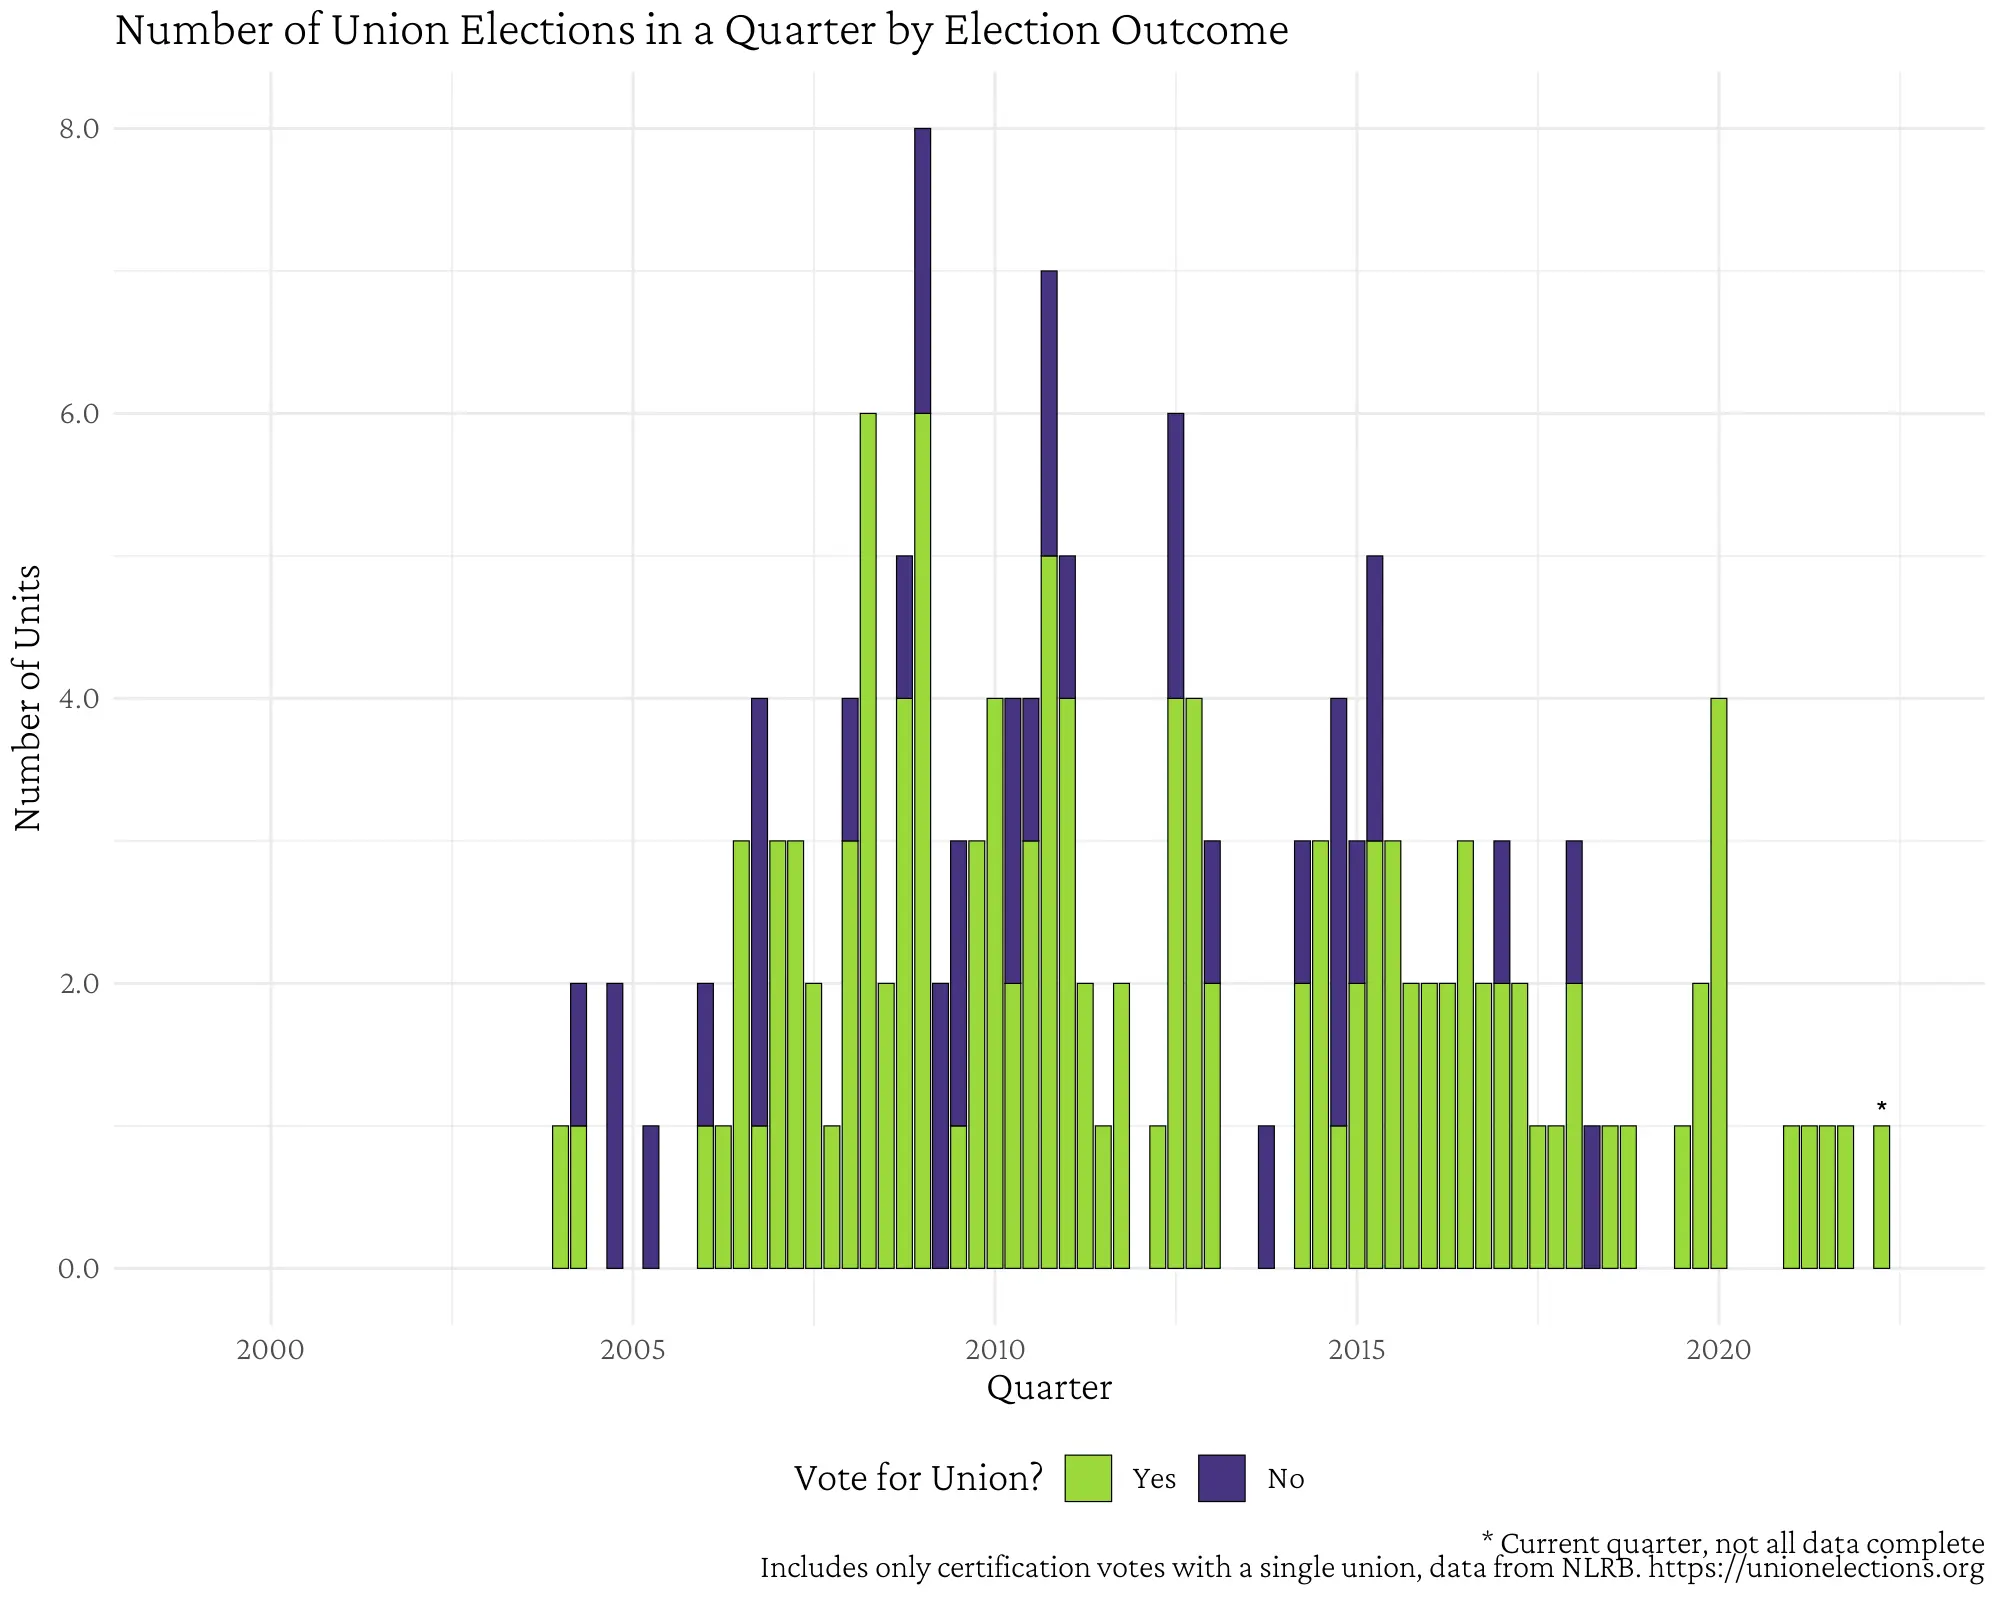 Number of Union Elections in a Quarter by Election Outcome
8.0
6.0
4.0
2.0
0.0
Number of Units
*
2000 2005 2010 2015 2020
Quarter
Vote for Union? Yes No
* Current quarter, not all data complete
Includes only certification votes with a single union, data from NLRB. https://unionelections.org